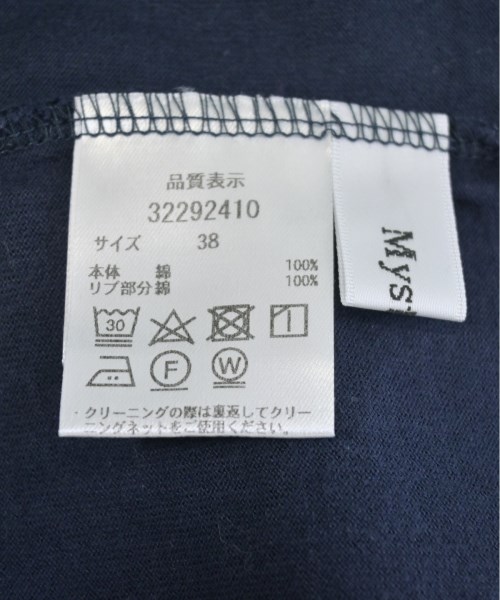 品質表示
32292410
サイズ 38
本体 綿 100%
リブ部分 綿 100%
30
F
W
・クリーニングの際は裏返してクリー
ニングネットをご使用ください。